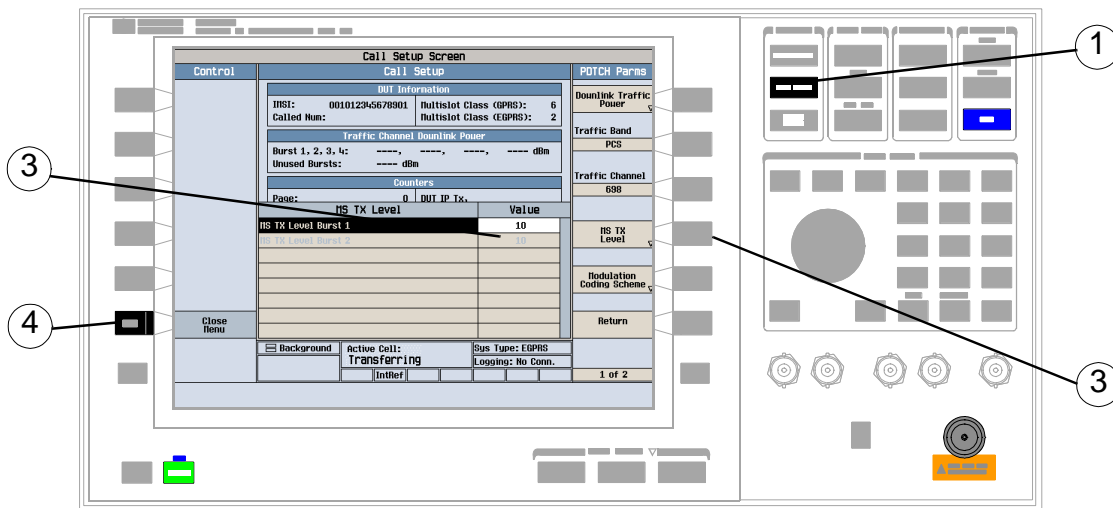 Call Setup Screen
Control
Call Setup
PDTCH Parms
DUT Information
IMSI: 001012345678901
Called Num:
Multislot Class (GPRS): 6
Multislot Class (EGPRS): 2
Traffic Channel Downlink Power
Burst 1, 2, 3, 4: ----, ----, ----, ---- dBm
Unused Bursts: ---- dBm
Counters
Page: 0
DUT IP Tx.
MS TX Level
Value
MS TX Level Burst 1
10
MS TX Level Burst 2
10
Downlink Traffic
Power
Traffic Band
PCS
Traffic Channel
698
MS TX
Level
Modulation
Coding Scheme
Return
1 of 2
Close
Menu
Background
Active Cell:
Transferring
Sys Type: EGPRS
Logging: No Conn.
IntRef
1
3
3
4